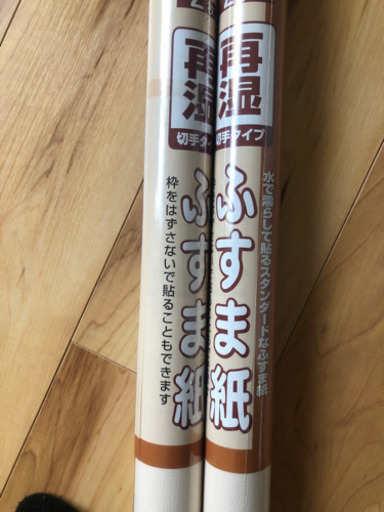 再湿
切手タイプ
ふすま紙
枠をはずさないで貼ることもできます
再湿
切手タイプ
ふすま紙
水で濡らして貼るスタンダードなふすま紙